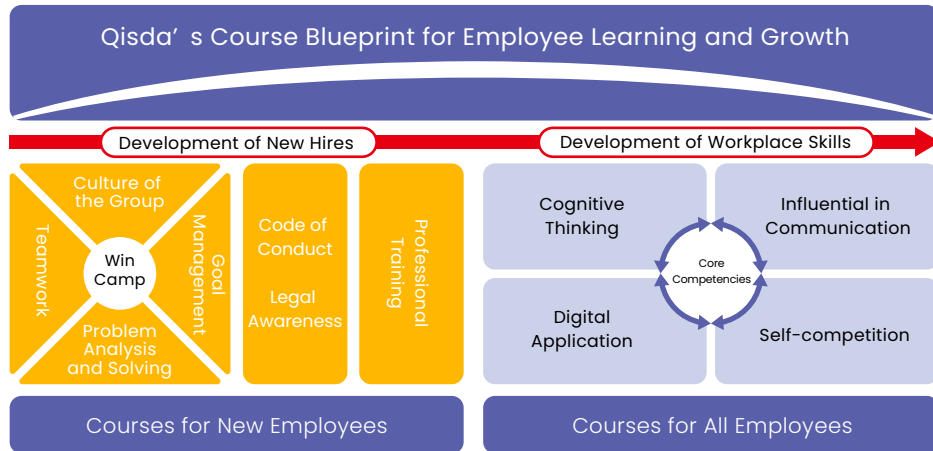 Qisda’ s Course Blueprint for Employee Learning and Growth
Development of New Hires
Development of Workplace Skills
Culture of
the Group
Teamwork
Win
Camp
Goal
Management
Problem
Analysis
and Solving
Code of
Conduct
Legal
Awareness
Professional
Training
Cognitive
Thinking
Influential in
Communication
Core
Competencies
Digital
Application
Self-competition
Courses for New Employees
Courses for All Employees